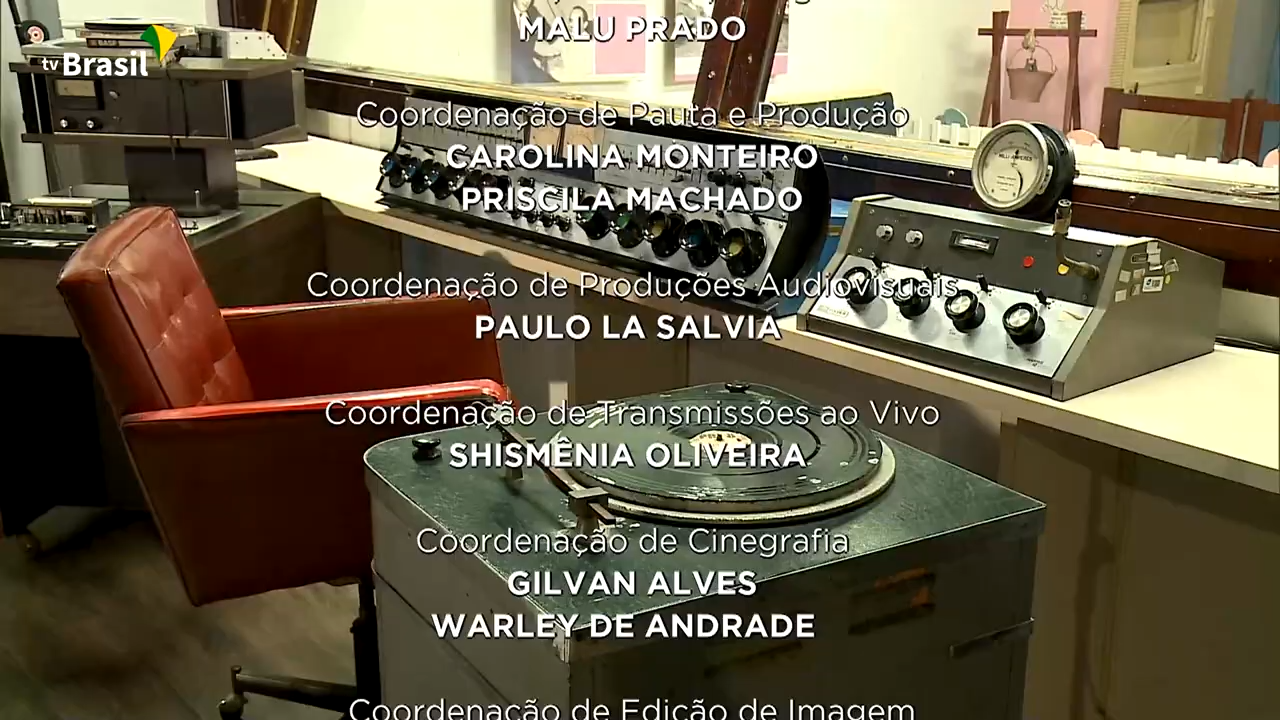 tv Brasil
MALU PRADO
Coordenação de Pauta e Produção
CAROLINA MONTEIRO
PRISCILA MACHADO
MILLI-AMPERES
Coordenação de Produções Audiovisuais
PAULO LA SALVIA
Coordenação de Transmissões ao Vivo
SHISMÊNIA OLIVEIRA
Coordenação de Cinegrafia
GILVAN ALVES
WARLEY DE ANDRADE
Coordenação de Edição de Imagem